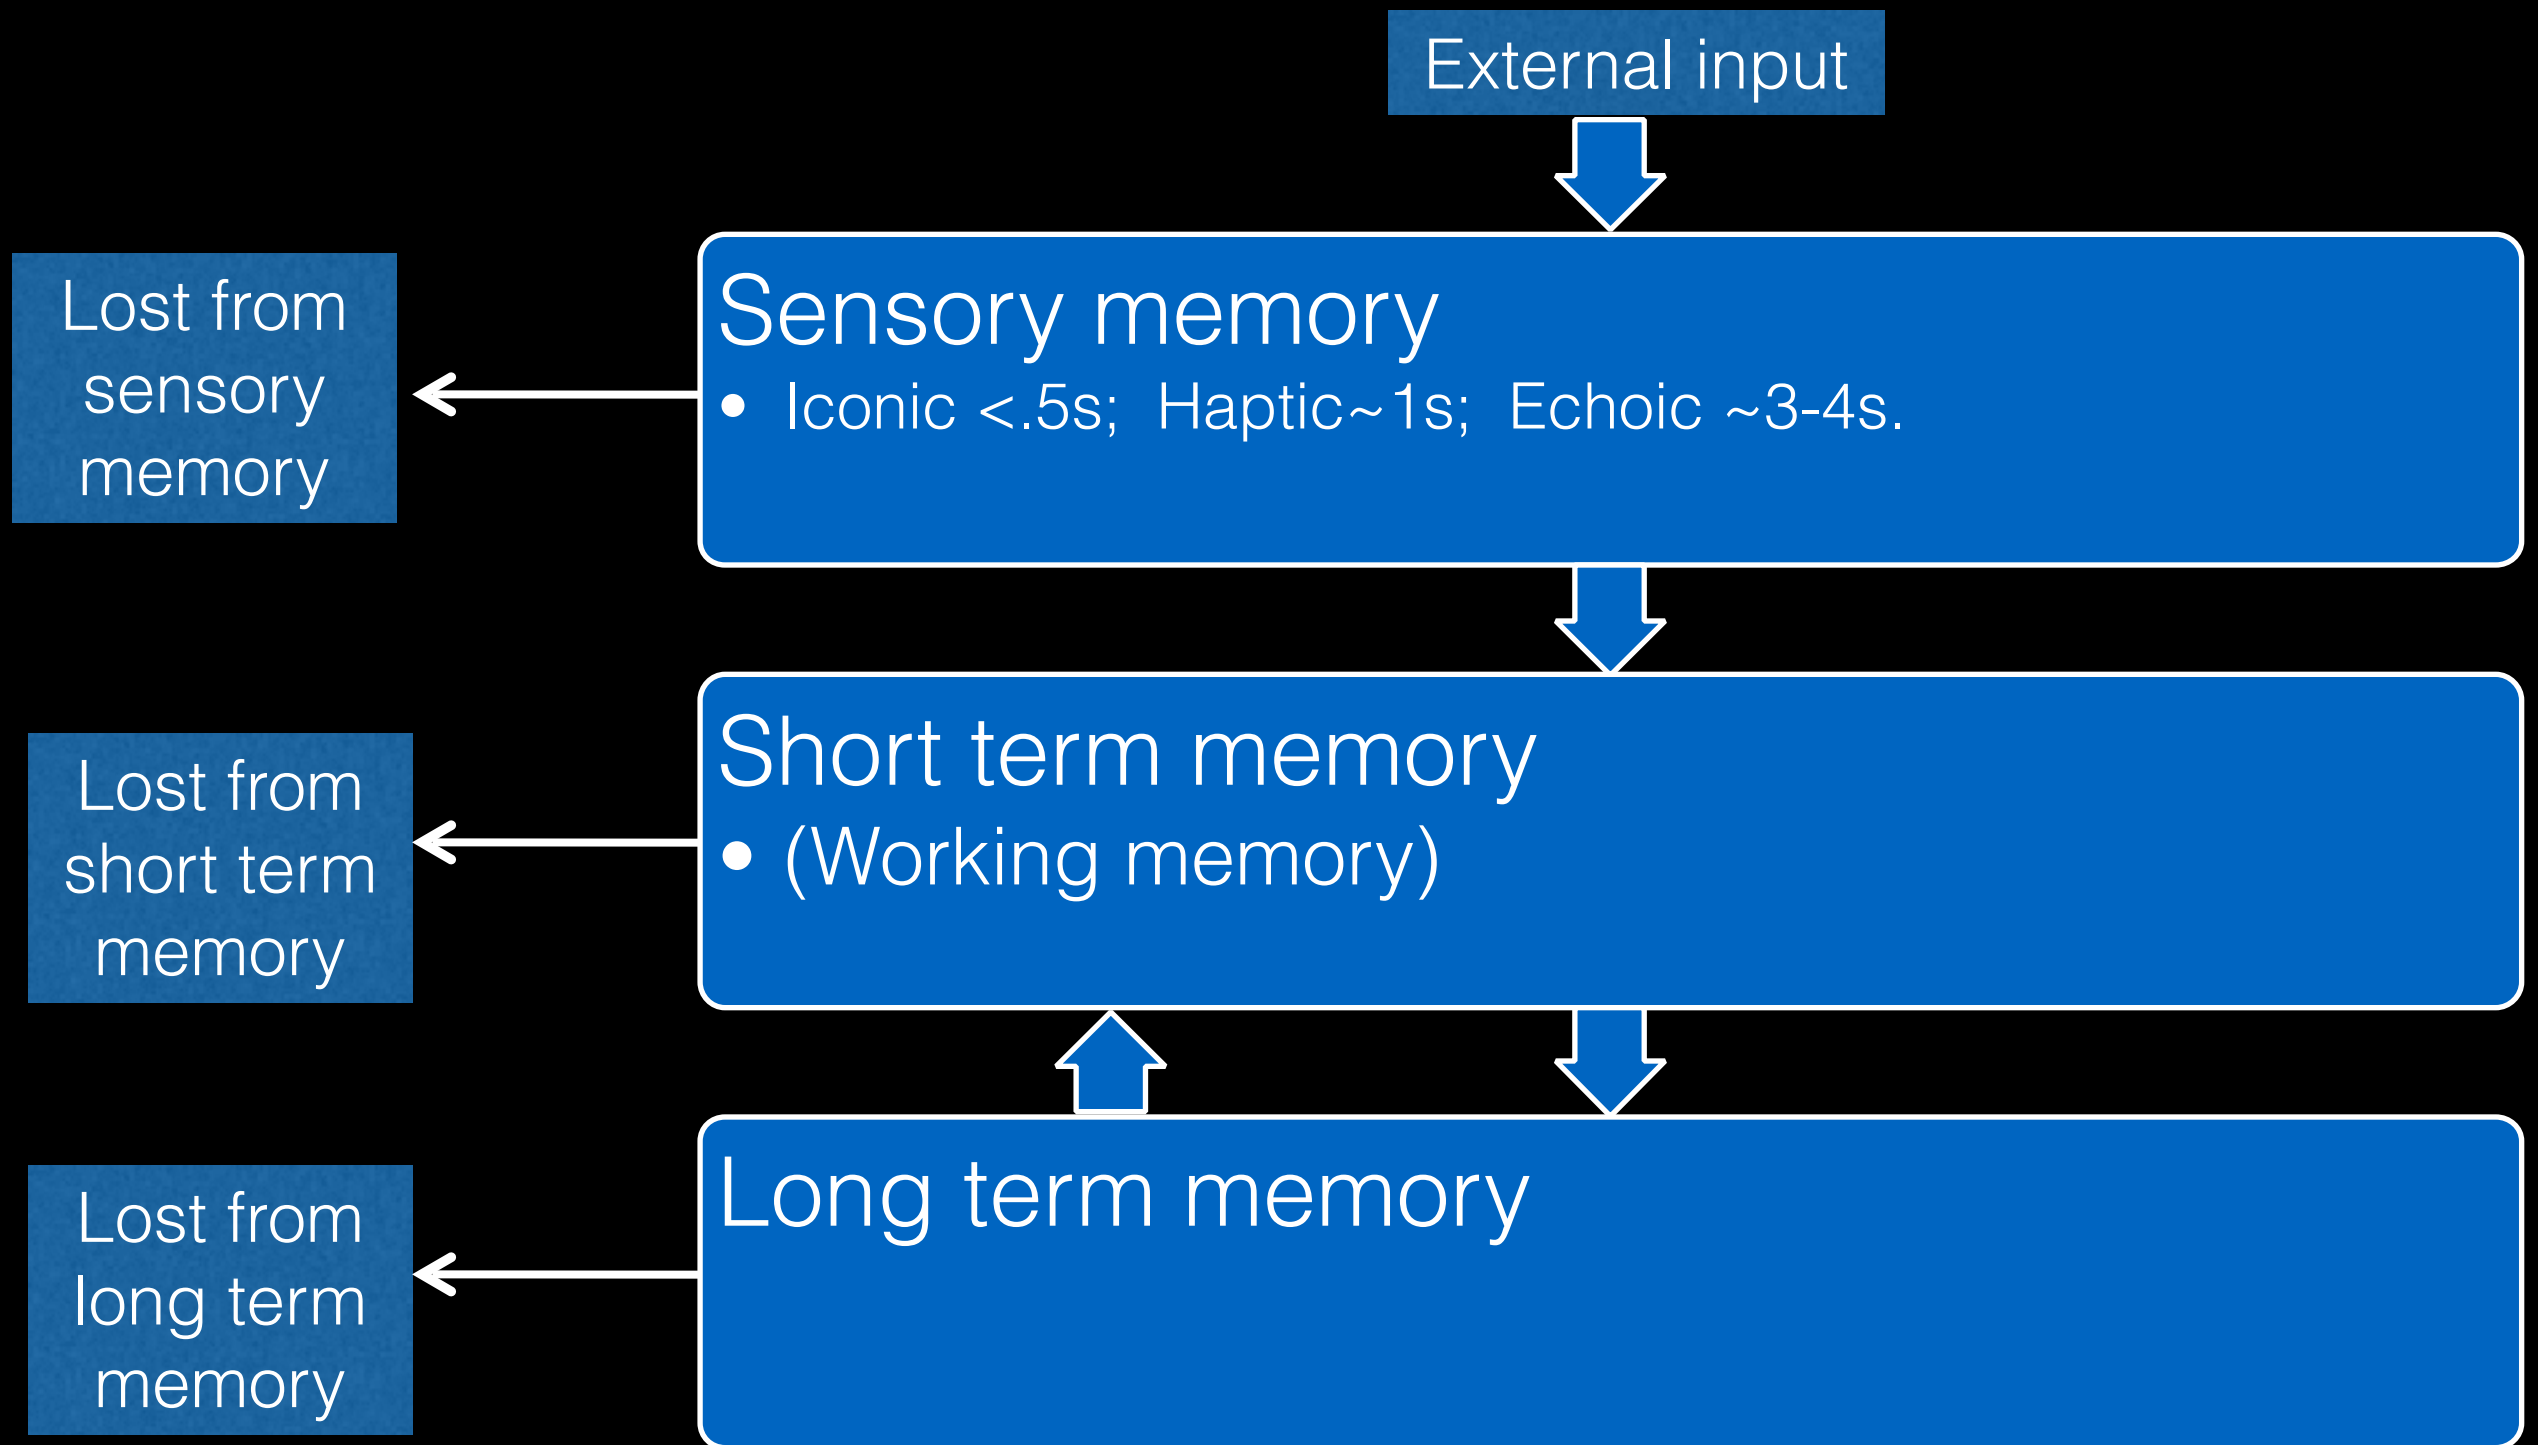 External input
Lost from
sensory
memory
Sensory memory
• Iconic <.5s; Haptic~1s; Echoic ~3-4s.
Lost from
short term
memory
Short term memory
• (Working memory)
Lost from
long term
memory
Long term memory